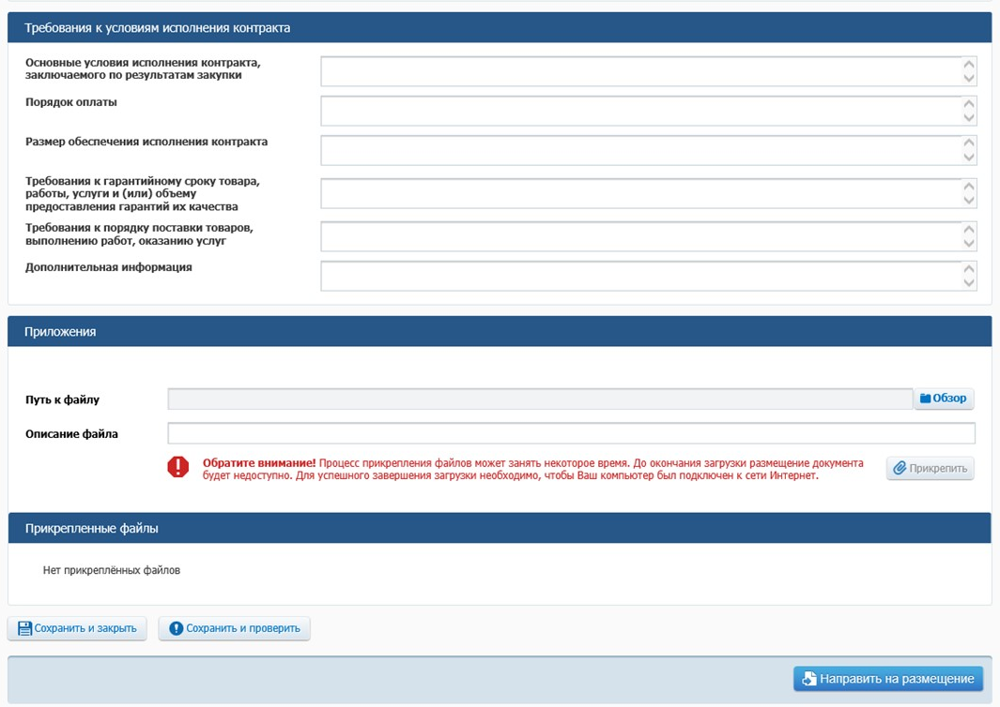 Требования к условиям исполнения контракта
Основные условия исполнения контракта,
заключаемого по результатам закупки
Порядок оплаты
Размер обеспечения исполнения контракта
Требования к гарантийному сроку товара,
работы, услуги и (или) объему
предоставления гарантий их качества
Требования к порядку поставки товаров,
выполнению работ, оказанию услуг
Дополнительная информация
Приложения
Путь к файлу
Обзор
Описание файла
Обратите внимание! Процесс прикрепления файлов может занять некоторое время. До окончания загрузки размещение документа
будет недоступно. Для успешного завершения загрузки необходимо, чтобы Ваш компьютер был подключен к сети Интернет.
Прикрепить
Прикрепленные файлы
Нет прикреплённых файлов
Сохранить и закрыть
Сохранить и проверить
Направить на размещение